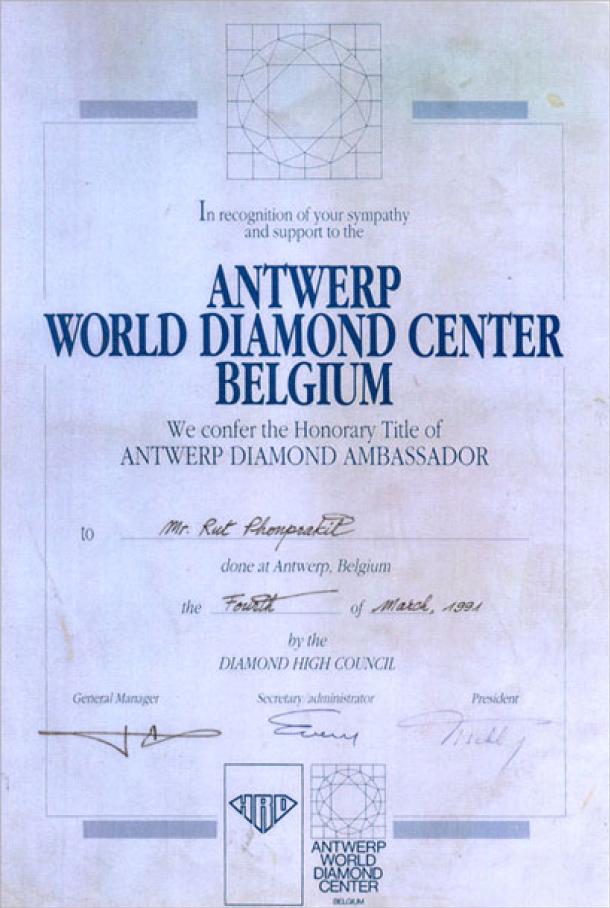 In recognition of your sympathy
and support to the
ANTWERP
WORLD DIAMOND CENTER
BELGIUM
We confer the Honorary Title of
ANTWERP DIAMOND AMBASSADOR
to Mr. Rut Phonprakit
done at Antwerp, Belgium
the Fourth of March, 1991
by the
DIAMOND HIGH COUNCIL
General Manager Secretary/administrator President
HRD
ANTWERP
WORLD
DIAMOND
CENTER
BELGIUM